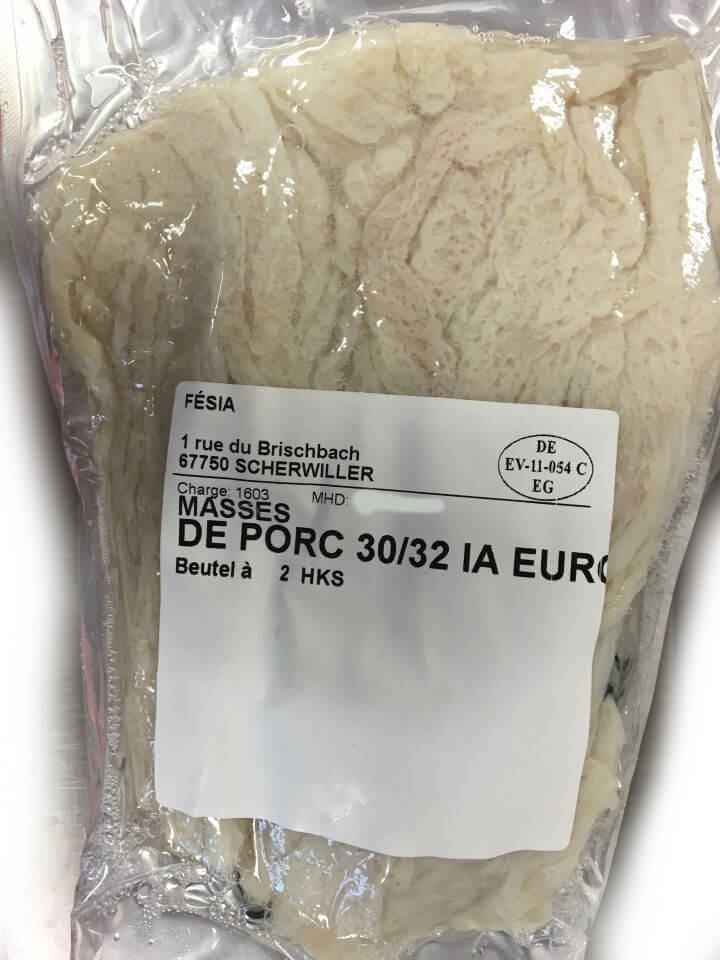 FÉSIA
1 rue du Brischbach
67750 SCHERWILLER
DE
EV-11-054 C
EG
Charge: 1603 MHD:
MASSES
DE PORC 30/32 IA EURO
Beutel à 2 HKS